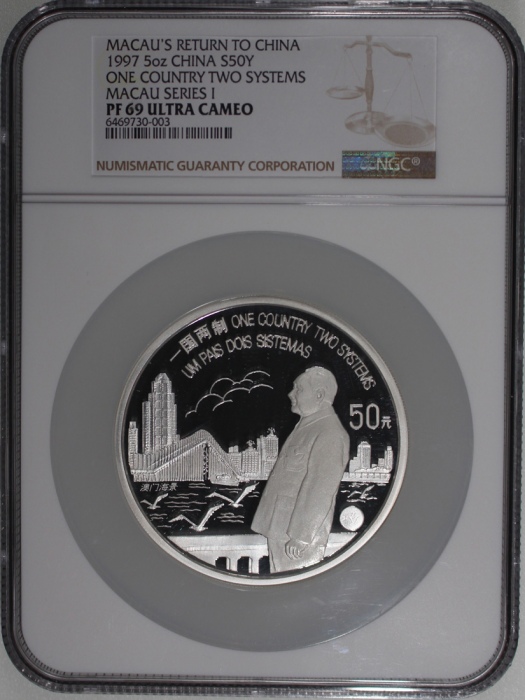 MACAU'S RETURN TO CHINA
1997 5oz CHINA S50Y
ONE COUNTRY TWO SYSTEMS
MACAU SERIES I
PF 69 ULTRA CAMEO
6469730-003
NUMISMATIC GUARANTY CORPORATION
NGC®
一国两制 ONE COUNTRY TWO SYSTEMS
UM PAIS DOIS SISTEMAS
50元
澳门海景